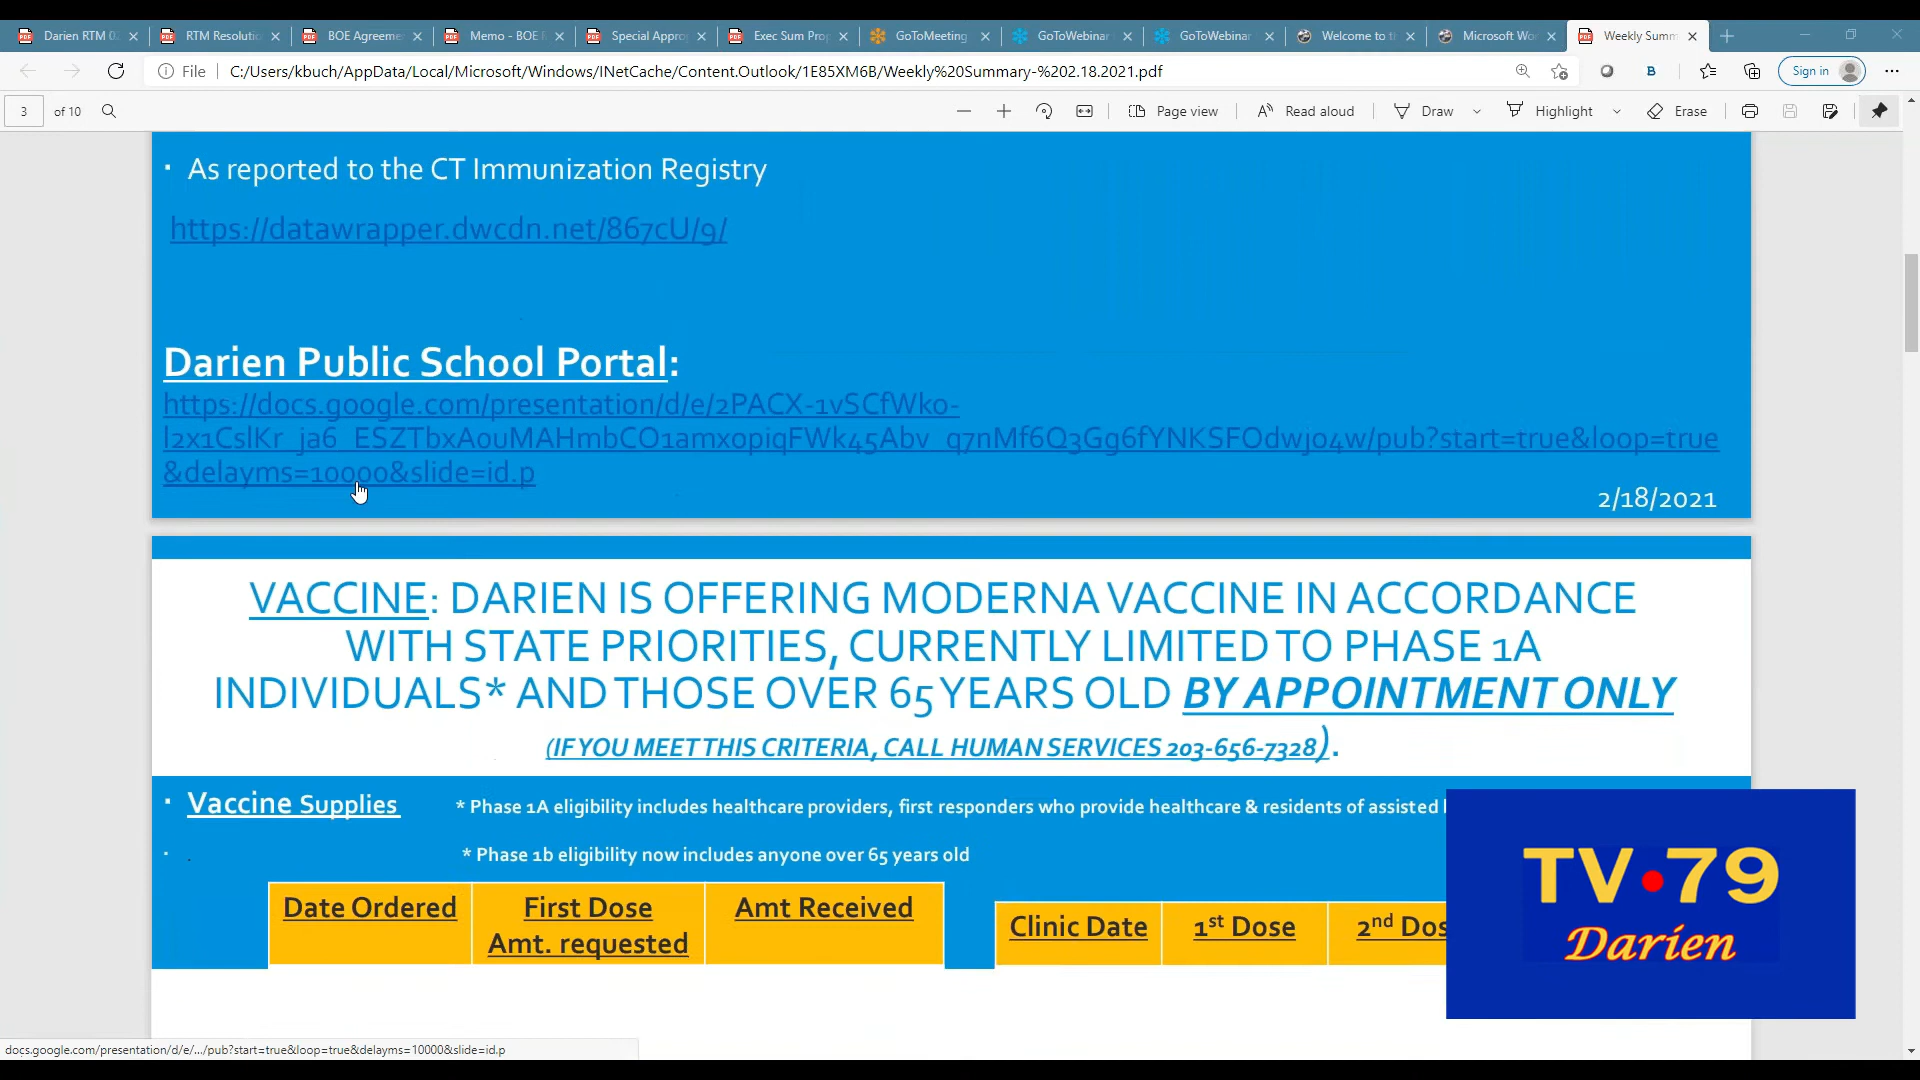 Darien RTM 0
RTM Resolutio
BOE Agreeme
Memo - BOE
Special Appro
Exec Sum Pro
GoToMeeting
GoToWebinar
GoToWebinar
Welcome to t
Microsoft Wo
Weekly Summ
File
C:/Users/kbuch/AppData/Local/Microsoft/Windows/INetCache/Content.Outlook/1E85XM6B/Weekly%20Summary-%202.18.2021.pdf
B
Sign in
3 of 10
Page view
Read aloud
Draw
Highlight
Erase
· As reported to the CT Immunization Registry
https://datawrapper.dwcdn.net/867cU/9/
Darien Public School Portal:
https://docs.google.com/presentation/d/e/2PACX-1vSCfWko-
l2x1CslKr_ja6_ESZTbxAouMAHmbCO1amxopiqFWk45Abv_q7nMf6Q3Gg6fYNKSFOdwjo4w/pub?start=true&loop=true
&delayms=10000&slide=id.p
2/18/2021
VACCINE: DARIEN IS OFFERING MODERNA VACCINE IN ACCORDANCE
WITH STATE PRIORITIES, CURRENTLY LIMITED TO PHASE 1A
INDIVIDUALS* AND THOSE OVER 65 YEARS OLD BY APPOINTMENT ONLY
(IF YOU MEET THIS CRITERIA, CALL HUMAN SERVICES 203-656-7328).
· Vaccine Supplies * Phase 1A eligibility includes healthcare providers, first responders who provide healthcare & residents of assisted
· . * Phase 1b eligibility now includes anyone over 65 years old
Date Ordered
First Dose
Amt. requested
Amt Received
Clinic Date
1st Dose
2nd Dos
TV·79
Darien
docs.google.com/presentation/d/e/.../pub?start=true&loop=true&delayms=10000&slide=id.p